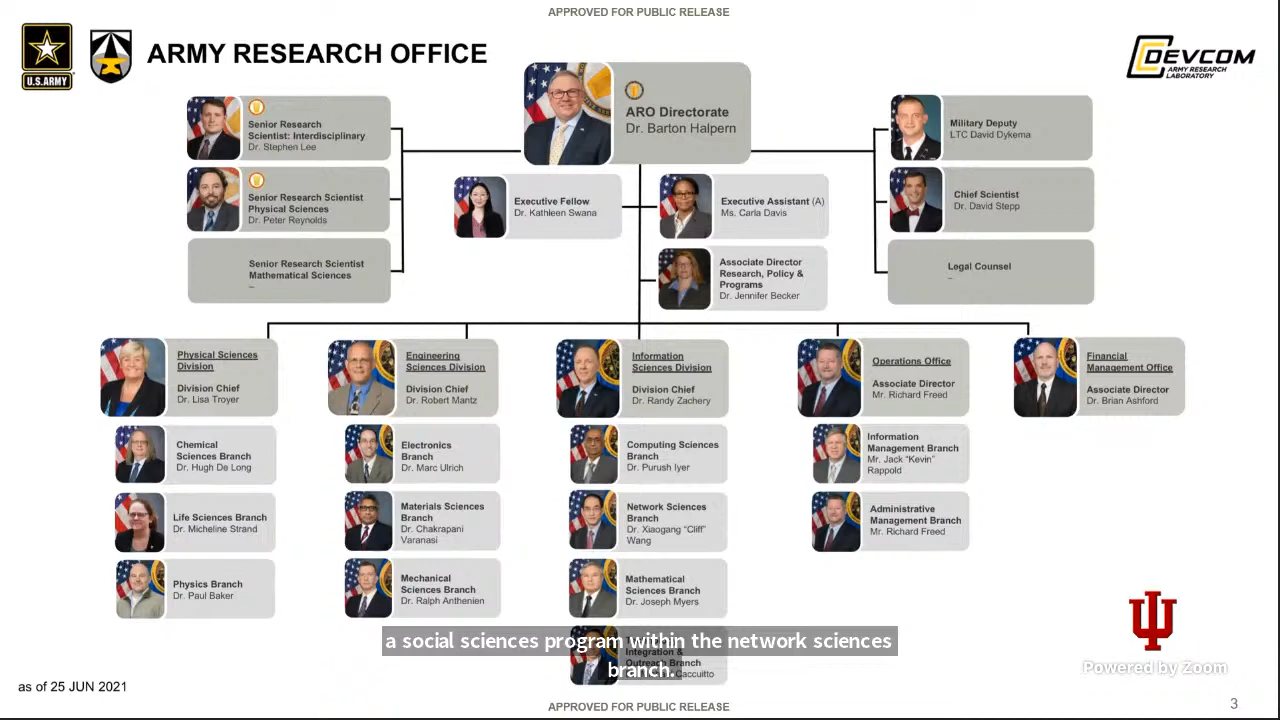 APPROVED FOR PUBLIC RELEASE
U.S.ARMY
ARMY RESEARCH OFFICE
DEVCOM
ARMY RESEARCH
LABORATORY
ARO Directorate
Dr. Barton Halpern
Senior Research
Scientist: Interdisciplinary
Dr. Stephen Lee
Senior Research Scientist
Physical Sciences
Dr. Peter Reynolds
Senior Research Scientist
Mathematical Sciences
–
Executive Fellow
Dr. Kathleen Swana
Executive Assistant (A)
Ms. Carla Davis
Associate Director
Research, Policy &
Programs
Dr. Jennifer Becker
Military Deputy
LTC David Dykema
Chief Scientist
Dr. David Stepp
Legal Counsel
–
Physical Sciences
Division
Division Chief
Dr. Lisa Troyer
Chemical
Sciences Branch
Dr. Hugh De Long
Life Sciences Branch
Dr. Micheline Strand
Physics Branch
Dr. Paul Baker
Engineering
Sciences Division
Division Chief
Dr. Robert Mantz
Electronics
Branch
Dr. Marc Ulrich
Materials Sciences
Branch
Dr. Chakrapani
Varanasi
Mechanical
Sciences Branch
Dr. Ralph Anthenien
Information
Sciences Division
Division Chief
Dr. Randy Zachery
Computing Sciences
Branch
Dr. Purush Iyer
Network Sciences
Branch
Dr. Xiaogang “Cliff”
Wang
Mathematical
Sciences Branch
Dr. Joseph Myers
Integration &
Outreach Branch
Caccuitto
Operations Office
Associate Director
Mr. Richard Freed
Information
Management Branch
Mr. Jack “Kevin”
Rappold
Administrative
Management Branch
Mr. Richard Freed
Financial
Management Office
Associate Director
Dr. Brian Ashford
a social sciences program within the network sciences
branch.
Powered by Zoom
as of 25 JUN 2021
APPROVED FOR PUBLIC RELEASE
3